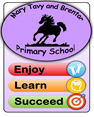 Mary Tavy and Brentor
Primary School
Enjoy
Learn
Succeed